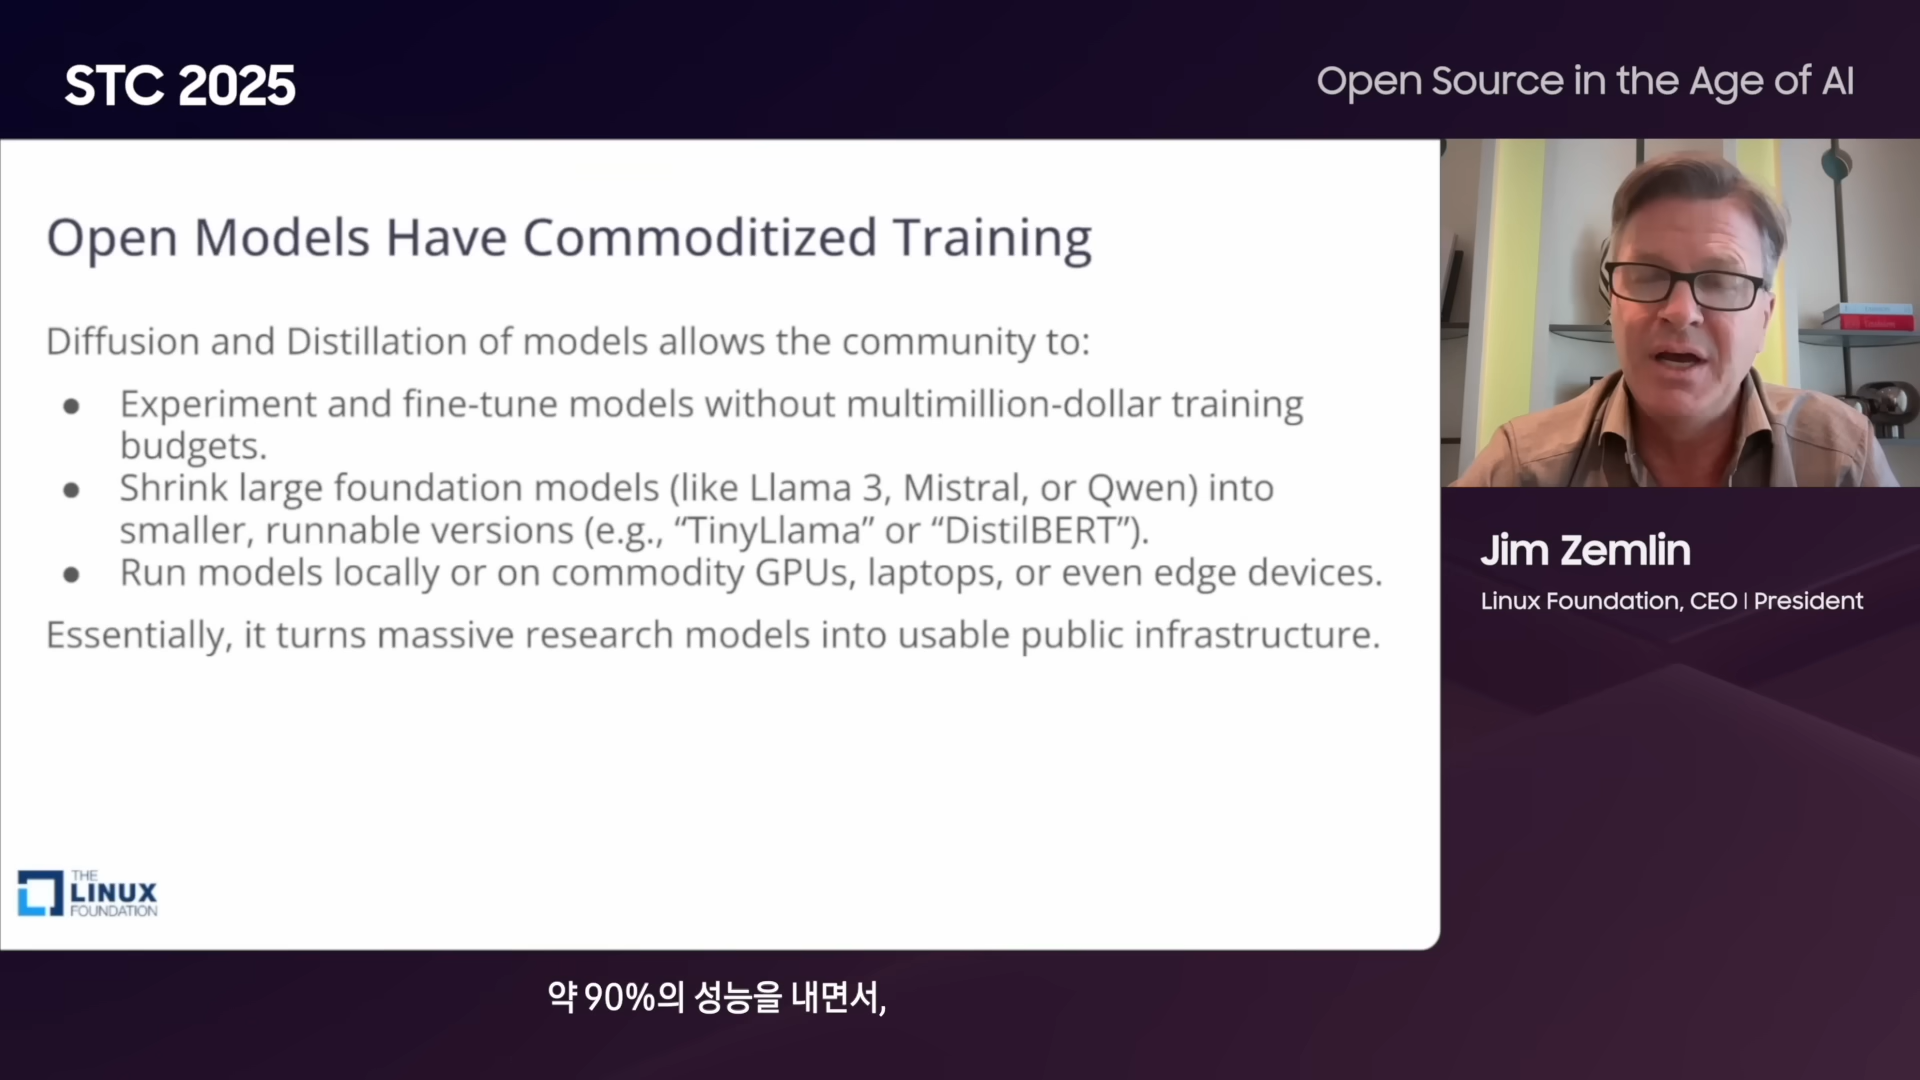 STC 2025
Open Source in the Age of AI
Open Models Have Commoditized Training
Diffusion and Distillation of models allows the community to:
● Experiment and fine-tune models without multimillion-dollar training
budgets.
● Shrink large foundation models (like Llama 3, Mistral, or Qwen) into
smaller, runnable versions (e.g., “TinyLlama” or “DistilBERT”).
● Run models locally or on commodity GPUs, laptops, or even edge devices.
Essentially, it turns massive research models into usable public infrastructure.
THE
LINUX
FOUNDATION
Jim Zemlin
Linux Foundation, CEO | President
약 90%의 성능을 내면서,